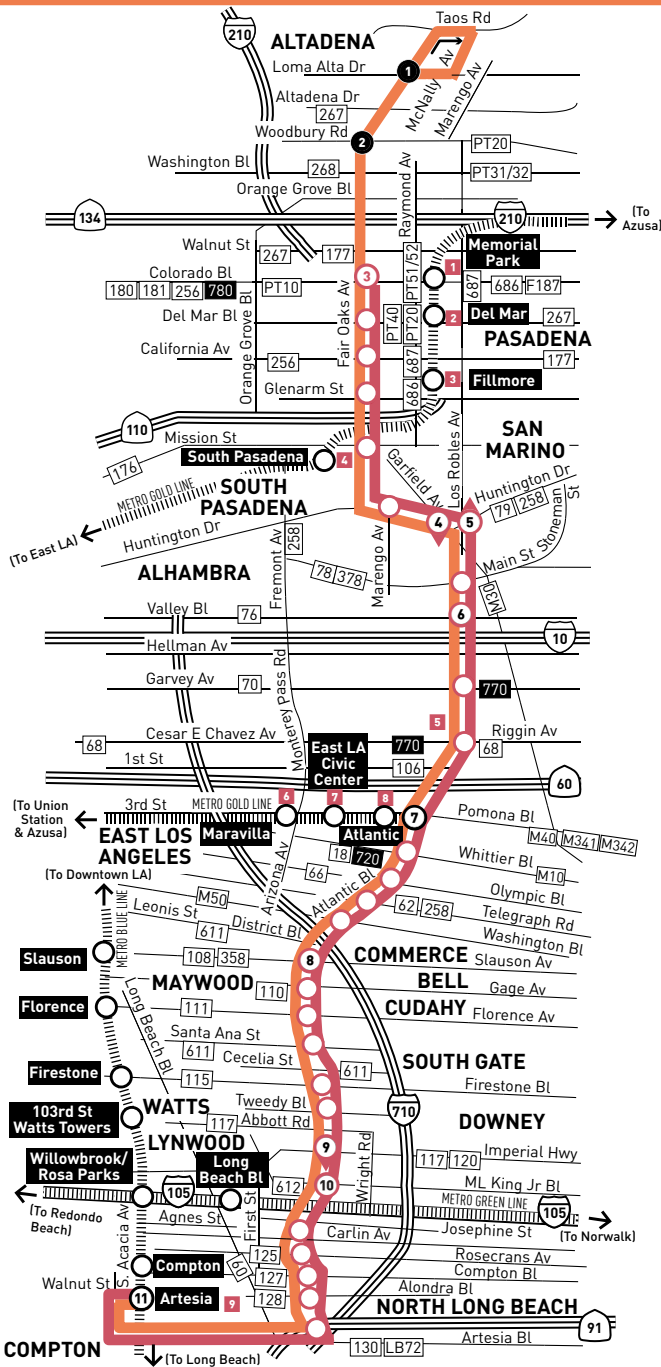 Taos Rd
210
ALTADENA
Loma Alta Dr
1
McNally Av
Marengo Av
Altadena Dr
267
Woodbury Rd
2
PT20
Washington Bl
268
PT31/32
Orange Grove Bl
Raymond Av
134
210
(To
Azusa)
Walnut St
267
177
PT51/52
Memorial
Park
1
Colorado Bl
3
180 181 256 780
PT10
687
686 F187
Del Mar Bl
Orange Grove Bl
Fair Oaks Av
PT40
PT20
2
Del Mar
267
PASADENA
California Av
256
687
177
Glenarm St
686
3
Fillmore
110
Mission St
176
South Pasadena
4
Los Robles Av
SAN
MARINO
METRO GOLD LINE
SOUTH
PASADENA
Garfield Av
Huntington Dr
79 258
Stoneman
St
4
5
(To East LA)
Huntington Dr
Fremont Av
258
Marengo Av
Main St
ALHAMBRA
78 378
M30
Valley Bl
76
6
10
Hellman Av
Garvey Av
70
770
Monterey Pass Rd
5
Cesar E Chavez Av
68
770
68
Riggin Av
1st St
106
East LA
Civic
Center
60
(To Union
Station
& Azusa)
3rd St
METRO GOLD LINE
6
7
8
7
Pomona Bl
Maravilla
Atlantic
M40 M341 M342
EAST LOS
ANGELES
18 720
Whittier Bl
M10
(To Downtown LA)
66
Arizona Av
Atlantic Bl
Olympic Bl
M50
62 258
Telegraph Rd
Leonis St
611
District Bl
Washington Bl
METRO BLUE LINE
Slauson
108 358
8
COMMERCE
Slauson Av
MAYWOOD
BELL
Gage Av
110
Florence
111
CUDAHY
Florence Av
Long Beach Bl
Santa Ana St
611
Cecelia St
611
SOUTH GATE
Firestone
115
Firestone Bl
103rd St
Watts Towers
WATTS
Tweedy Bl
710
117
Abbott Rd
DOWNEY
LYNWOOD
9
Wright Rd
Imperial Hwy
117 120
Willowbrook/
Rosa Parks
Long
Beach Bl
612
10
ML King Jr Bl
105
METRO GREEN LINE
105
(To Redondo
Beach)
Agnes St
First St
Josephine St
(To Norwalk)
S. Acacia Av
Carlin Av
125
Rosecrans Av
Compton
60
127
Compton Bl
Walnut St
11
Artesia
9
128
Alondra Bl
NORTH LONG BEACH
91
COMPTON
(To Long Beach)
130 LB72
Artesia Bl